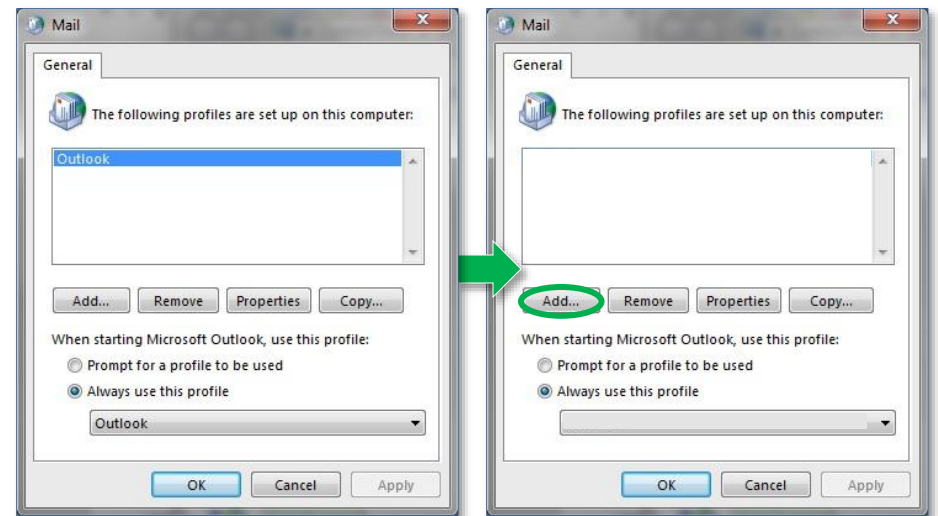 Mail
General
The following profiles are set up on this computer:
Outlook
Add... Remove Properties Copy...
When starting Microsoft Outlook, use this profile:
Prompt for a profile to be used
Always use this profile
Outlook
OK Cancel Apply
Mail
General
The following profiles are set up on this computer:
Add... Remove Properties Copy...
When starting Microsoft Outlook, use this profile:
Prompt for a profile to be used
Always use this profile
OK Cancel Apply